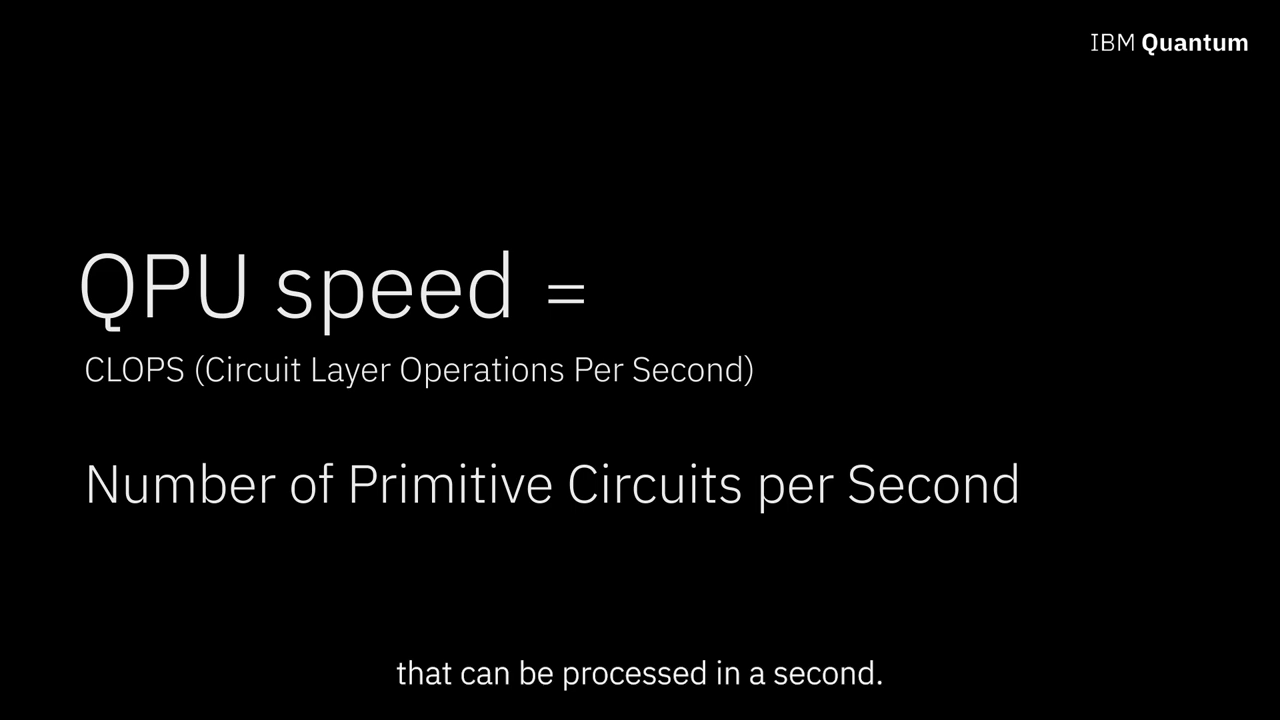 IBM Quantum
QPU speed =
CLOPS (Circuit Layer Operations Per Second)
Number of Primitive Circuits per Second
that can be processed in a second.